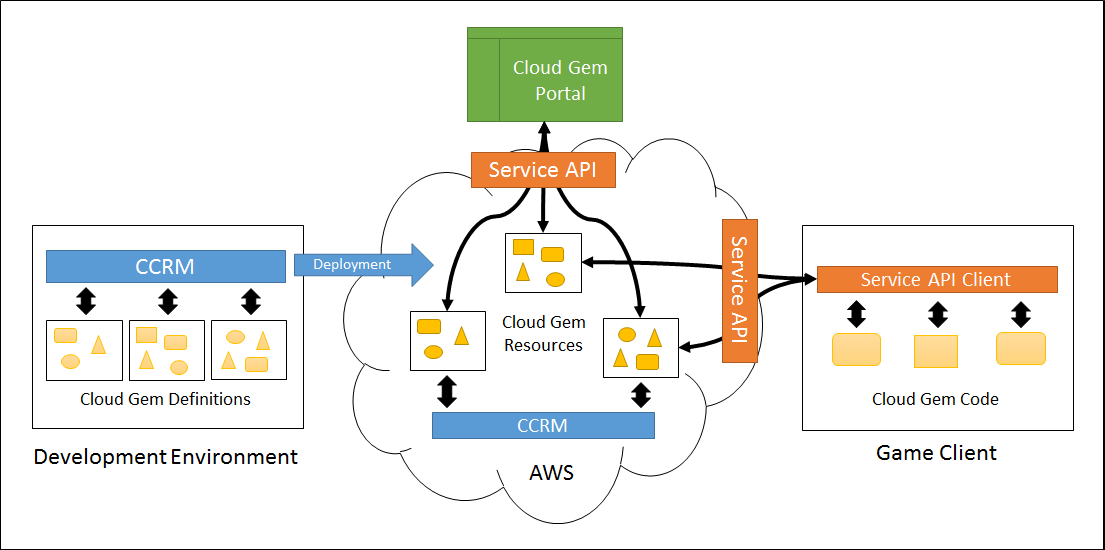 Cloud Gem
Portal
Service API
CCRM
Deployment
Cloud Gem Definitions
Development Environment
Cloud Gem
Resources
CCRM
AWS
Service API
Service API Client
Cloud Gem Code
Game Client